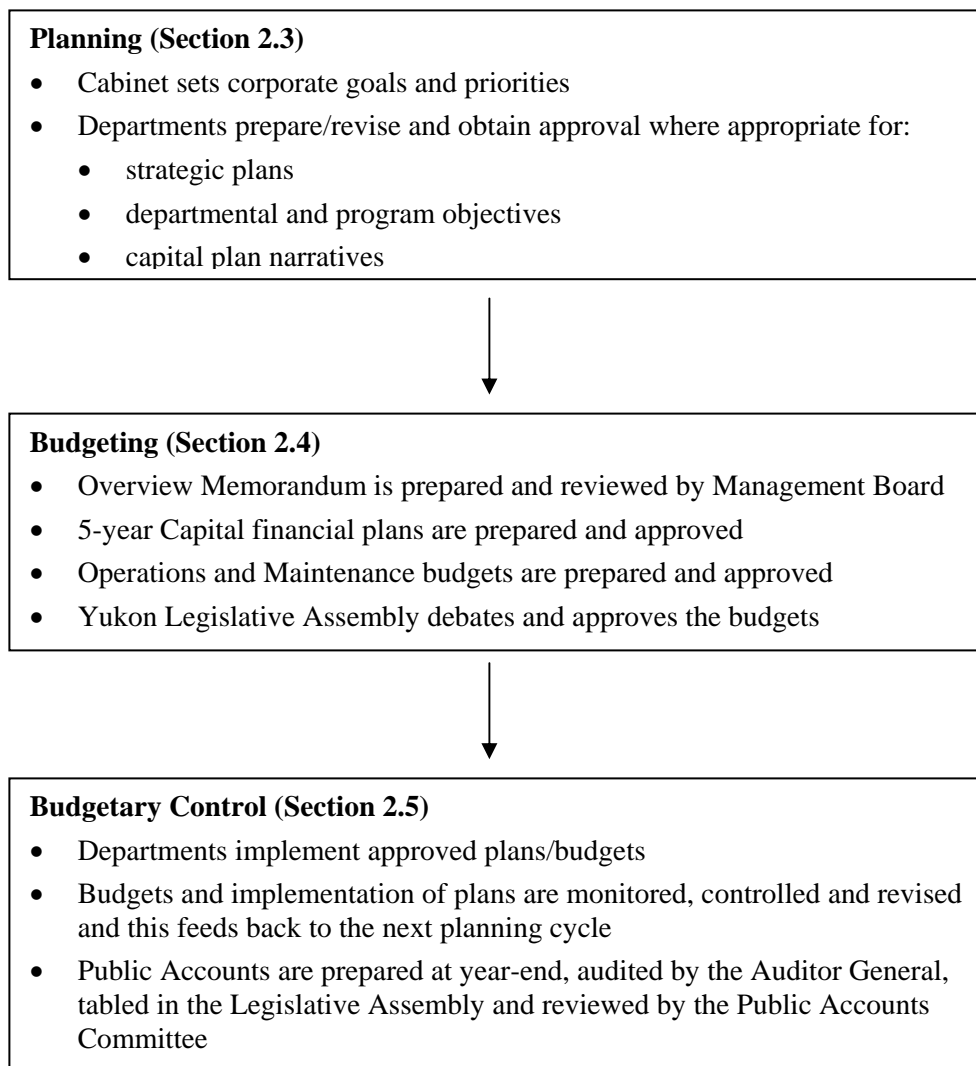 Planning (Section 2.3)
• Cabinet sets corporate goals and priorities
• Departments prepare/revise and obtain approval where appropriate for:
• strategic plans
• departmental and program objectives
• capital plan narratives
Budgeting (Section 2.4)
• Overview Memorandum is prepared and reviewed by Management Board
• 5-year Capital financial plans are prepared and approved
• Operations and Maintenance budgets are prepared and approved
• Yukon Legislative Assembly debates and approves the budgets
Budgetary Control (Section 2.5)
• Departments implement approved plans/budgets
• Budgets and implementation of plans are monitored, controlled and revised
and this feeds back to the next planning cycle
• Public Accounts are prepared at year-end, audited by the Auditor General,
tabled in the Legislative Assembly and reviewed by the Public Accounts
Committee